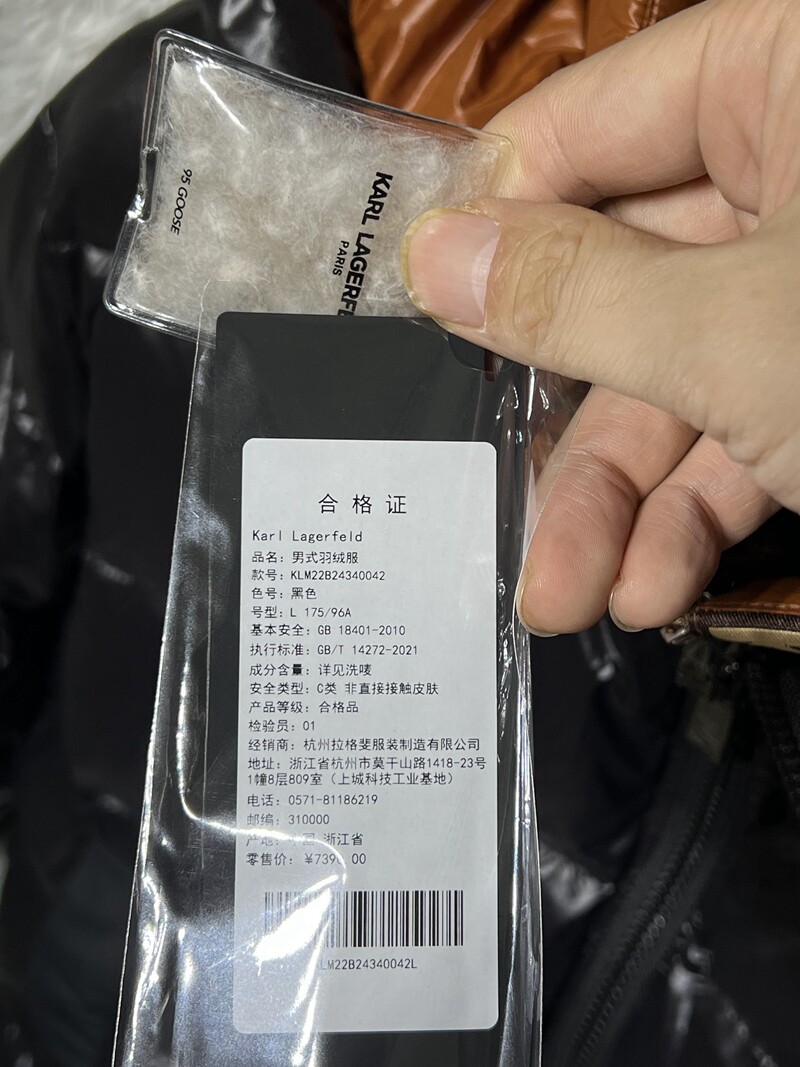 95 GOOSE
KARL LAGERFE
PARIS
合格证
Karl Lagerfeld
品名：男式羽绒服
款号：KLM22B24340042
色号：黑色
号型：L 175/96A
基本安全：GB 18401-2010
执行标准：GB/T 14272-2021
成分含量：详见洗唛
安全类型：C类 非直接接触皮肤
产品等级：合格品
检验员：01
经销商：杭州拉格斐服装制造有限公司
地址：浙江省杭州市莫干山路1418-23号
1幢8层809室（上城科技工业基地）
电话：0571-81186219
邮编：310000
产地：中国 浙江省
零售价：
LM22B24340042L